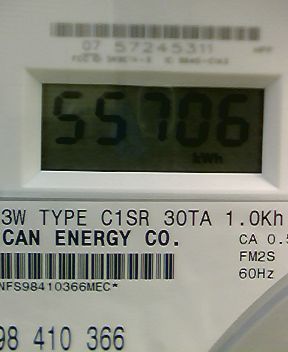 07 57245311
55706
kWh
3W TYPE C1SR 30TA 1.0Kh
CAN ENERGY CO.
CA 0.5
FM2S
60Hz
NFS98410366MEC*
98 410 366